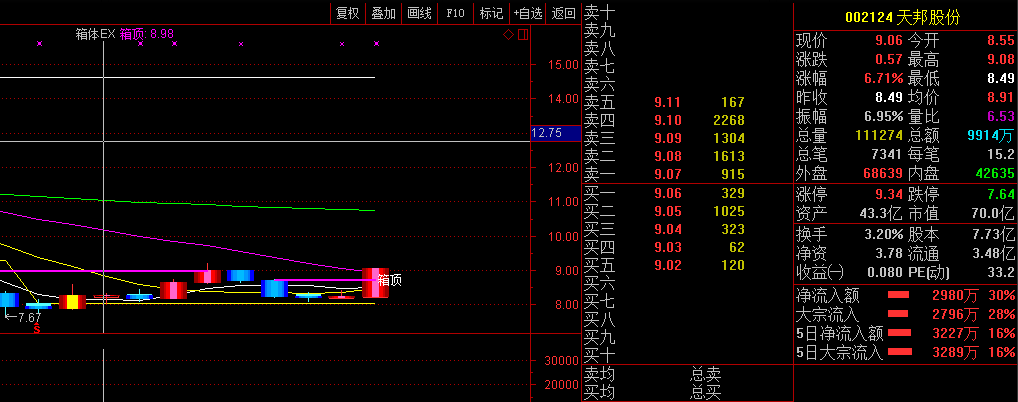 复权 叠加 画线 F10 标记 +自选 返回
箱体EX 箱顶: 8.98
15.00
14.00
12.75
12.00
11.00
10.00
9.00
8.00
箱顶
←7.67
S
30000
20000
卖十
卖九
卖八
卖七
卖六
卖五 9.11 167
卖四 9.10 2268
卖三 9.09 1304
卖二 9.08 1613
卖一 9.07 915
买一 9.06 329
买二 9.05 1025
买三 9.04 323
买四 9.03 62
买五 9.02 120
买六
买七
买八
买九
买十
卖均 总卖
买均 总买
002124 天邦股份
现价 9.06 今开 8.55
涨跌 0.57 最高 9.08
涨幅 6.71% 最低 8.49
昨收 8.49 均价 8.91
振幅 6.95% 量比 6.53
总量 111274 总额 9914万
总笔 7341 每笔 15.2
外盘 68639 内盘 42635
涨停 9.34 跌停 7.64
资产 43.3亿 市值 70.0亿
换手 3.20% 股本 7.73亿
净资 3.78 流通 3.48亿
收益㈠ 0.080 PE(动) 33.2
净流入额 2980万 30%
大宗流入 2796万 28%
5日净流入额 3227万 16%
5日大宗流入 3289万 16%